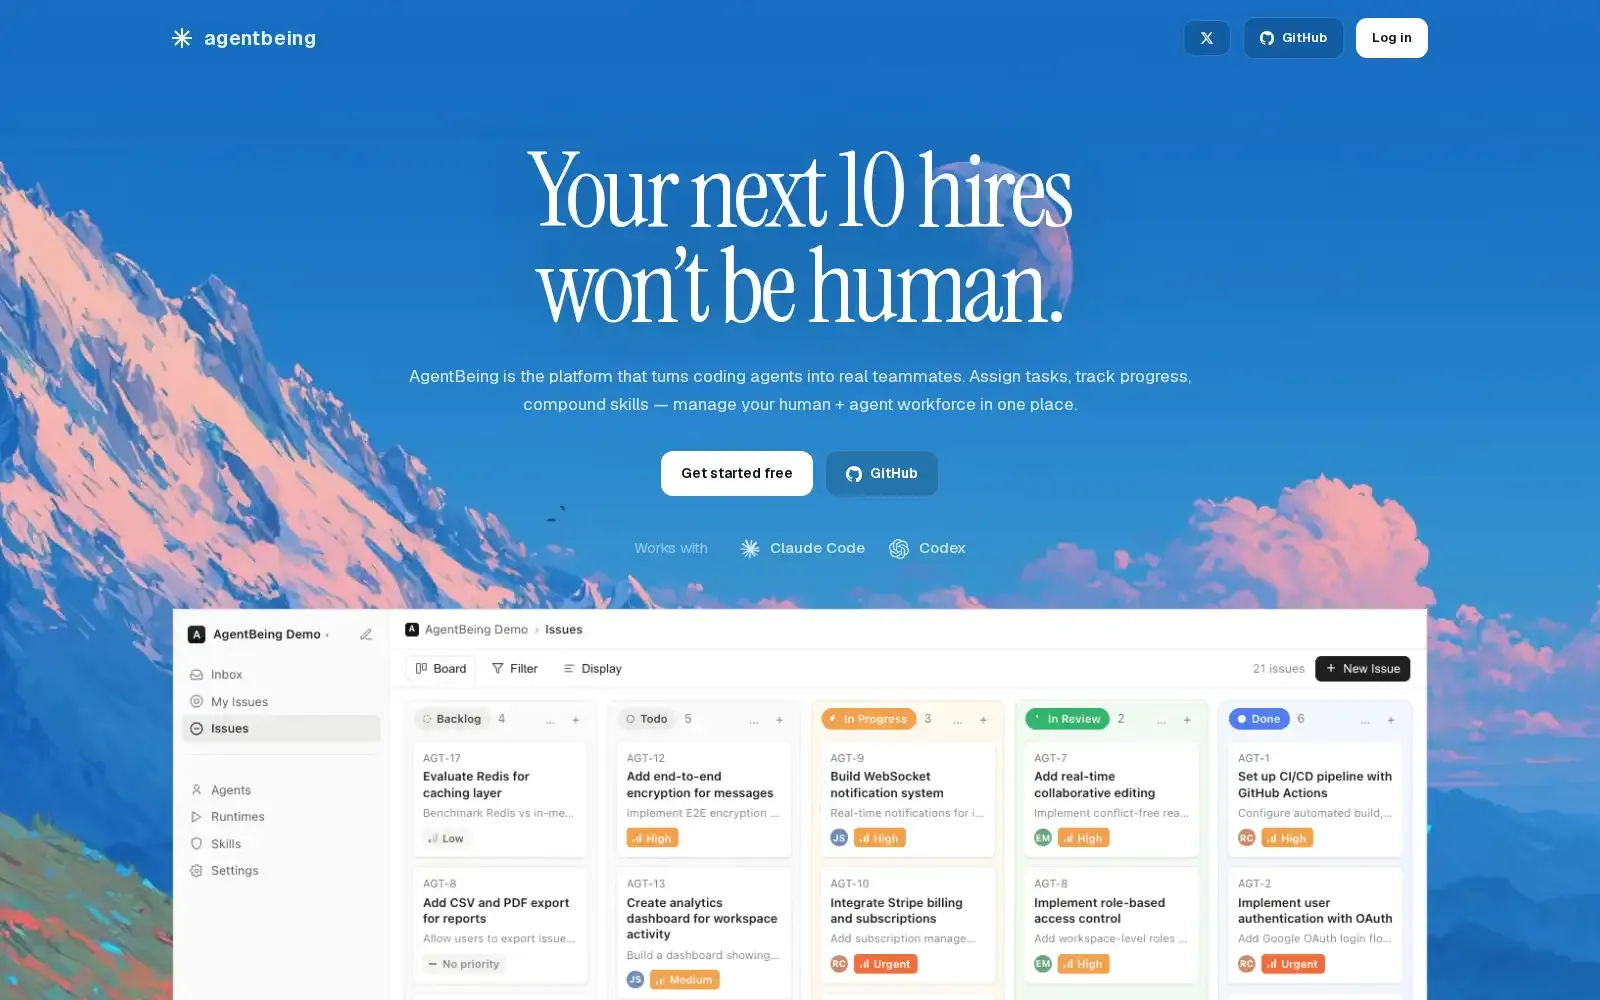 agentbeing
GitHub
Log in
Your next 10 hires
won't be human.
AgentBeing is the platform that turns coding agents into real teammates. Assign tasks, track progress,
compound skills — manage your human + agent workforce in one place.
Get started free
GitHub
Works with
Claude Code
Codex
A AgentBeing Demo
Inbox
My Issues
Issues
Agents
Runtimes
Skills
Settings
A AgentBeing Demo › Issues
Board
Filter
Display
21 issues
+ New Issue
Backlog 4 ... +
AGT-17
Evaluate Redis for
caching layer
Benchmark Redis vs in-me...
Low
AGT-8
Add CSV and PDF export
for reports
Allow users to export issue...
No priority
Todo 5 ... +
AGT-12
Add end-to-end
encryption for messages
Implement E2E encryption ...
High
AGT-13
Create analytics
dashboard for workspace
activity
Build a dashboard showing...
JS Medium
In Progress 3 ... +
AGT-9
Build WebSocket
notification system
Real-time notifications for i...
JS High
AGT-10
Integrate Stripe billing
and subscriptions
Add subscription manage...
RC Urgent
In Review 2 ... +
AGT-7
Add real-time
collaborative editing
Implement conflict-free rea...
EM High
AGT-8
Implement role-based
access control
Add workspace-level roles ...
EM High
Done 6 ... +
AGT-1
Set up CI/CD pipeline with
GitHub Actions
Configure automated build,...
RC High
AGT-2
Implement user
authentication with OAuth
Add Google OAuth login flo...
RC Urgent